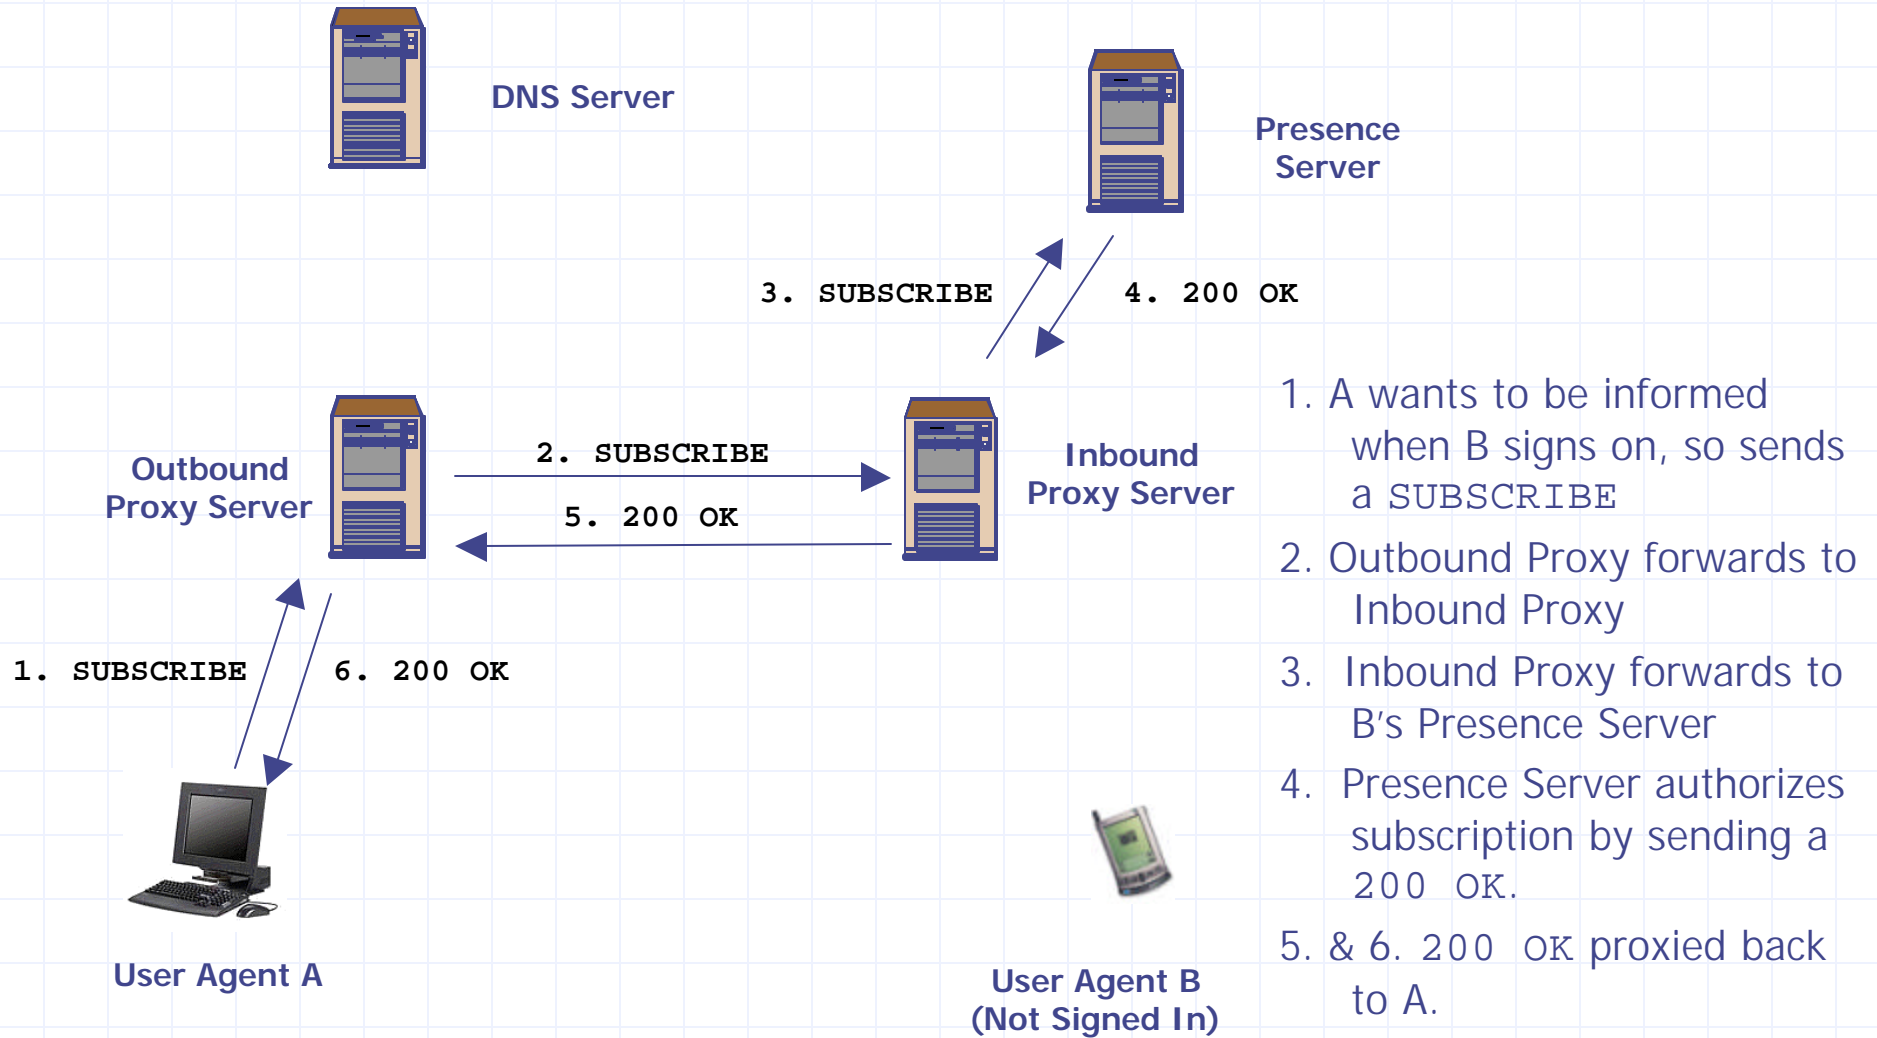 DNS Server
Presence
Server
3. SUBSCRIBE
4. 200 OK
Outbound
Proxy Server
2. SUBSCRIBE
5. 200 OK
Inbound
Proxy Server
1. SUBSCRIBE
6. 200 OK
User Agent A
User Agent B
(Not Signed In)
1. A wants to be informed
when B signs on, so sends
a SUBSCRIBE
2. Outbound Proxy forwards to
Inbound Proxy
3. Inbound Proxy forwards to
B's Presence Server
4. Presence Server authorizes
subscription by sending a
200 OK.
5. & 6. 200 OK proxied back
to A.